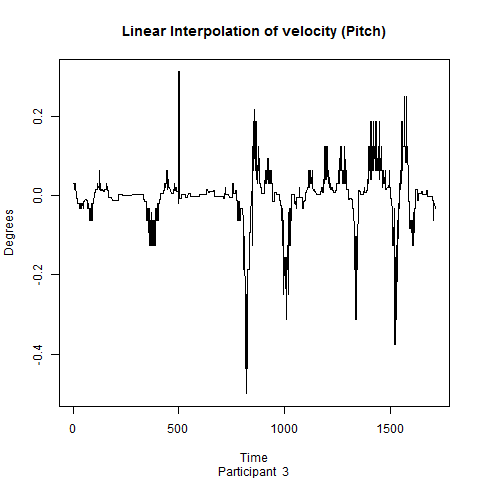 Linear Interpolation of velocity (Pitch)
0.2
0.0
-0.2
-0.4
Degrees
0
500
1000
1500
Time
Participant 3